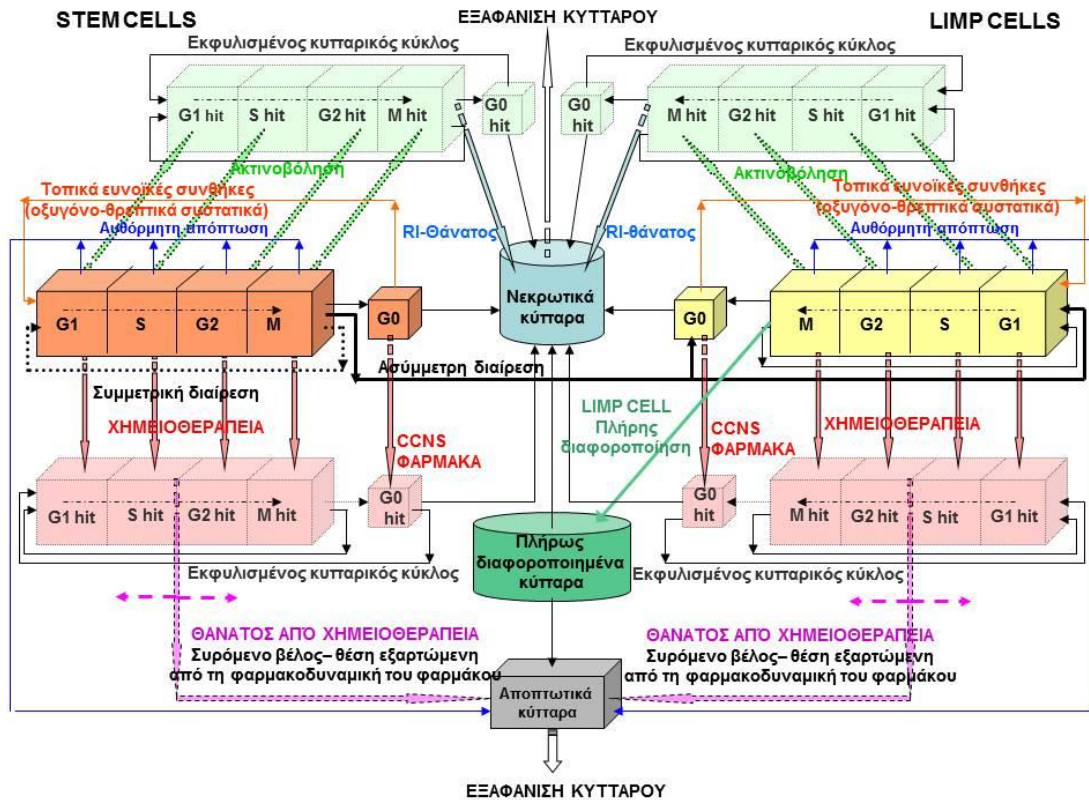 STEM CELLS
ΕΞΑΦΑΝΙΣΗ ΚΥΤΤΑΡΟΥ
LIMP CELLS
Εκφυλισμένος κυτταρικός κύκλος
Εκφυλισμένος κυτταρικός κύκλος
G1 hit
S hit
G2 hit
M hit
G0
hit
G0
hit
M hit
G2 hit
S hit
G1 hit
Ακτινοβόληση
Ακτινοβόληση
Τοπικά ευνοϊκές συνθήκες
(οξυγόνο-θρεπτικά συστατικά)
Τοπικά ευνοϊκές συνθήκες
(οξυγόνο-θρεπτικά συστατικά)
Αυθόρμητη απόπτωση
RI-Θάνατος
RI-θάνατος
Αυθόρμητη απόπτωση
G1
S
G2
M
G0
Νεκρωτικά
κύτταρα
G0
M
G2
S
G1
Ασύμμετρη διαίρεση
Συμμετρική διαίρεση
ΧΗΜΕΙΟΘΕΡΑΠΕΙΑ
CCNS
ΦΑΡΜΑΚΑ
LIMP CELL
Πλήρης
διαφοροποίηση
CCNS
ΦΑΡΜΑΚΑ
ΧΗΜΕΙΟΘΕΡΑΠΕΙΑ
G1 hit
S hit
G2 hit
M hit
G0
hit
G0
hit
M hit
G2 hit
S hit
G1 hit
Πλήρως
διαφοροποιημένα
κύτταρα
Εκφυλισμένος κυτταρικός κύκλος
Εκφυλισμένος κυτταρικός κύκλος
ΘΑΝΑΤΟΣ ΑΠΌ ΧΗΜΕΙΟΘΕΡΑΠΕΙΑ
Συρόμενο βέλος– θέση εξαρτώμενη
από τη φαρμακοδυναμική του φαρμάκου
ΘΑΝΑΤΟΣ ΑΠΌ ΧΗΜΕΙΟΘΕΡΑΠΕΙΑ
Συρόμενο βέλος– θέση εξαρτώμενη
από τη φαρμακοδυναμική του φαρμάκου
Αποπτωτικά
κύτταρα
ΕΞΑΦΑΝΙΣΗ ΚΥΤΤΑΡΟΥ